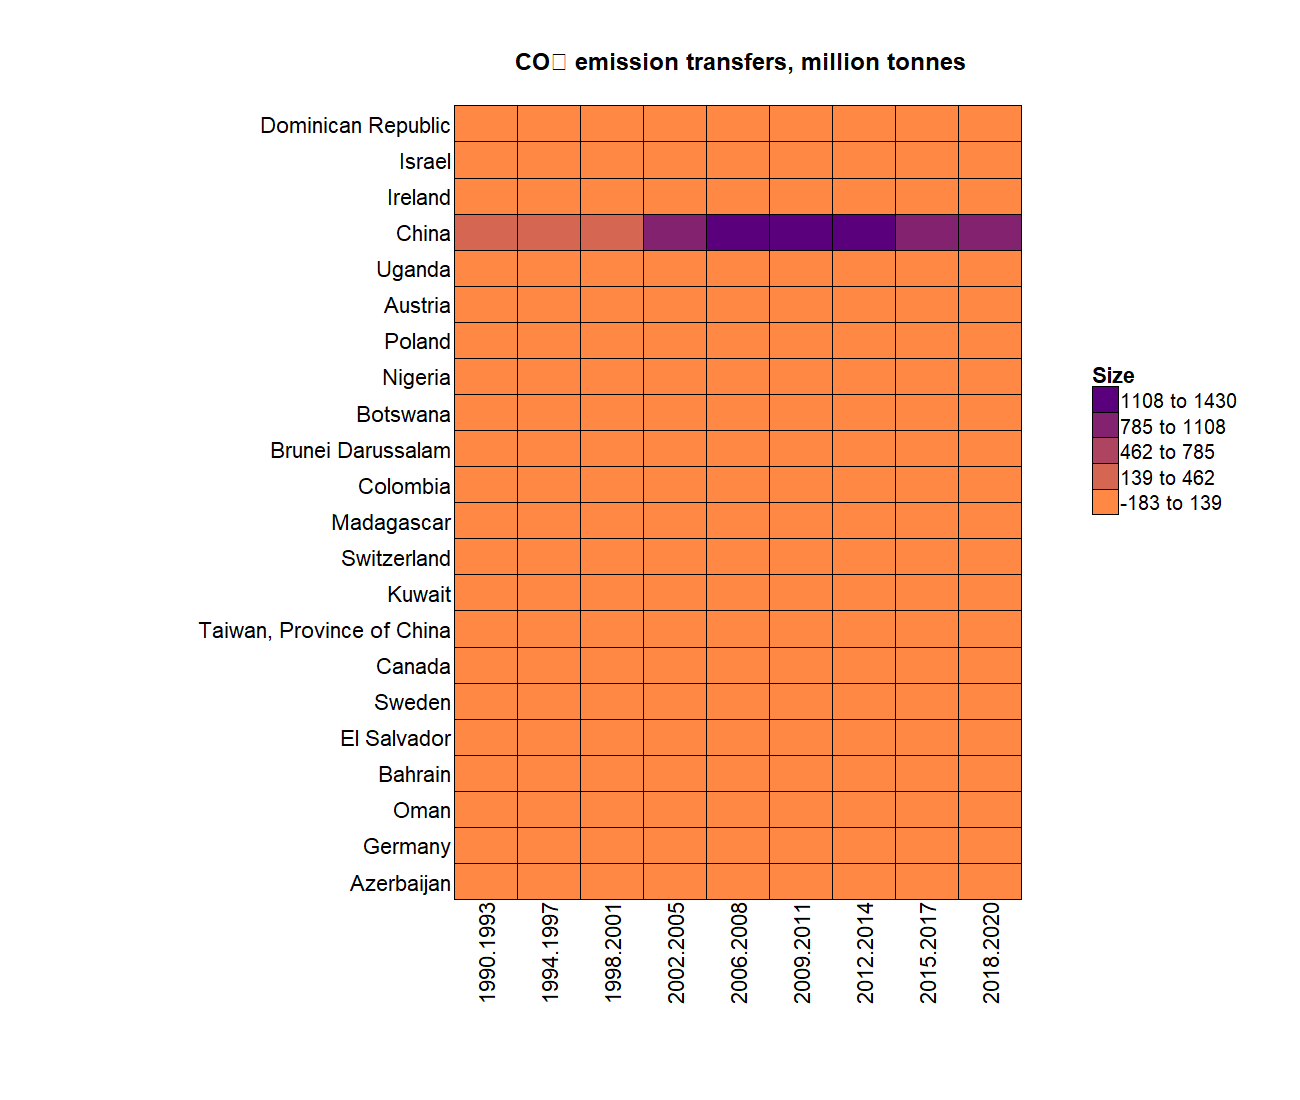 CO□ emission transfers, million tonnes
Dominican Republic
Israel
Ireland
China
Uganda
Austria
Poland
Nigeria
Botswana
Brunei Darussalam
Colombia
Madagascar
Switzerland
Kuwait
Taiwan, Province of China
Canada
Sweden
El Salvador
Bahrain
Oman
Germany
Azerbaijan
1990.1993
1994.1997
1998.2001
2002.2005
2006.2008
2009.2011
2012.2014
2015.2017
2018.2020
Size
1108 to 1430
785 to 1108
462 to 785
139 to 462
-183 to 139